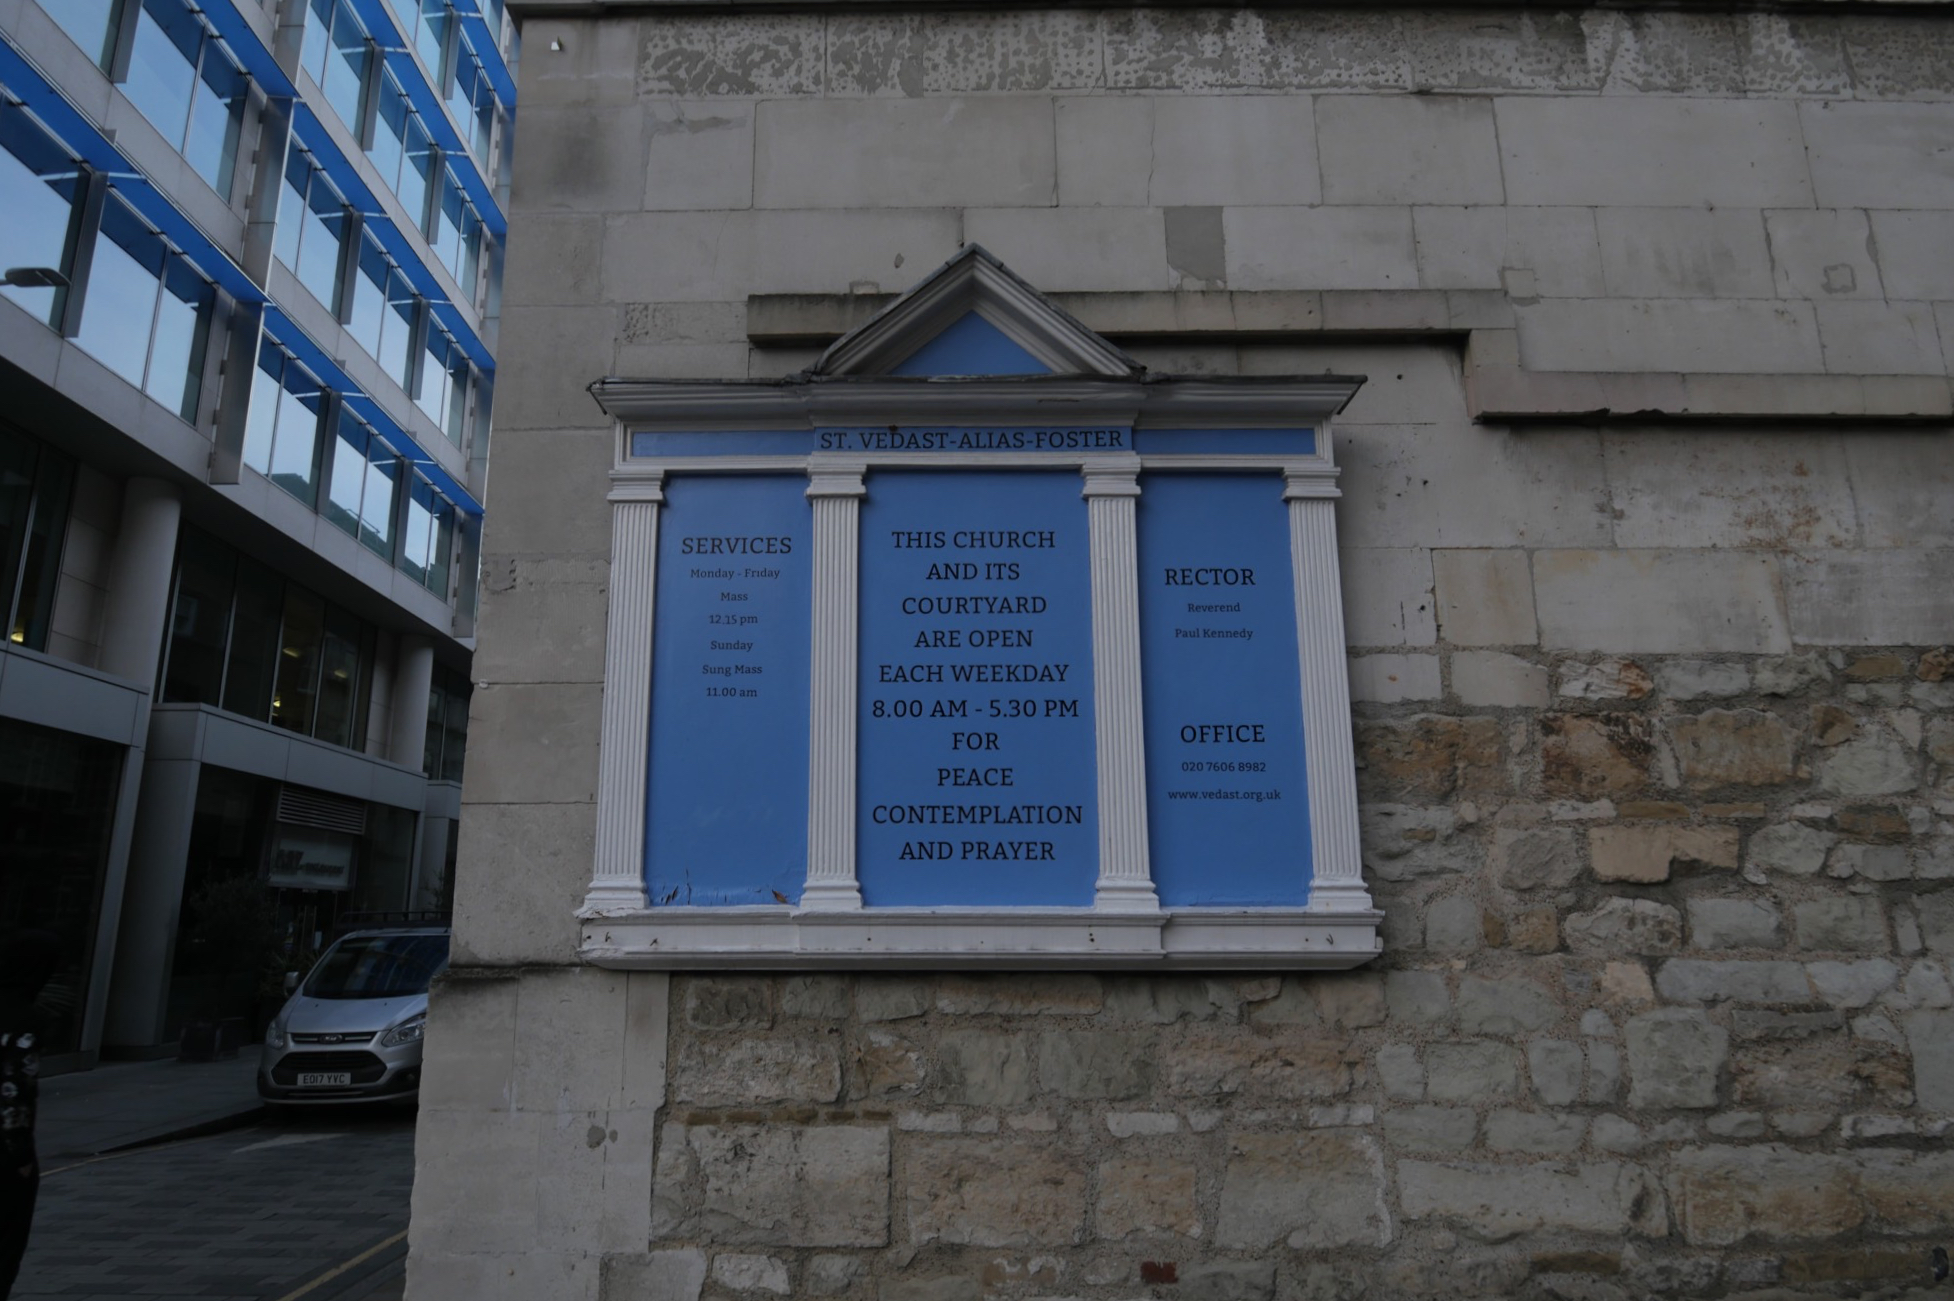 ST. VEDAST-ALIAS-FOSTER
SERVICES
Monday - Friday
Mass
12.15 pm
Sunday
Sung Mass
11.00 am
THIS CHURCH
AND ITS
COURTYARD
ARE OPEN
EACH WEEKDAY
8.00 AM - 5.30 PM
FOR
PEACE
CONTEMPLATION
AND PRAYER
RECTOR
Reverend
Paul Kennedy
OFFICE
020 7606 8982
www.vedast.org.uk
EO17 YVC